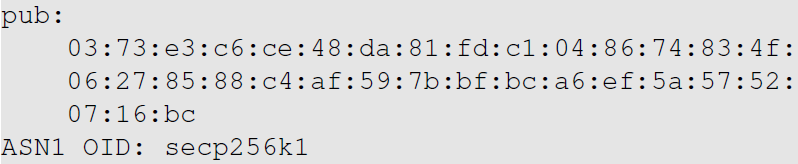 pub:
03:73:e3:c6:ce:48:da:81:fd:c1:04:86:74:83:4f:
06:27:85:88:c4:af:59:7b:bf:bc:a6:ef:5a:57:52:
07:16:bc
ASN1 OID: secp256k1